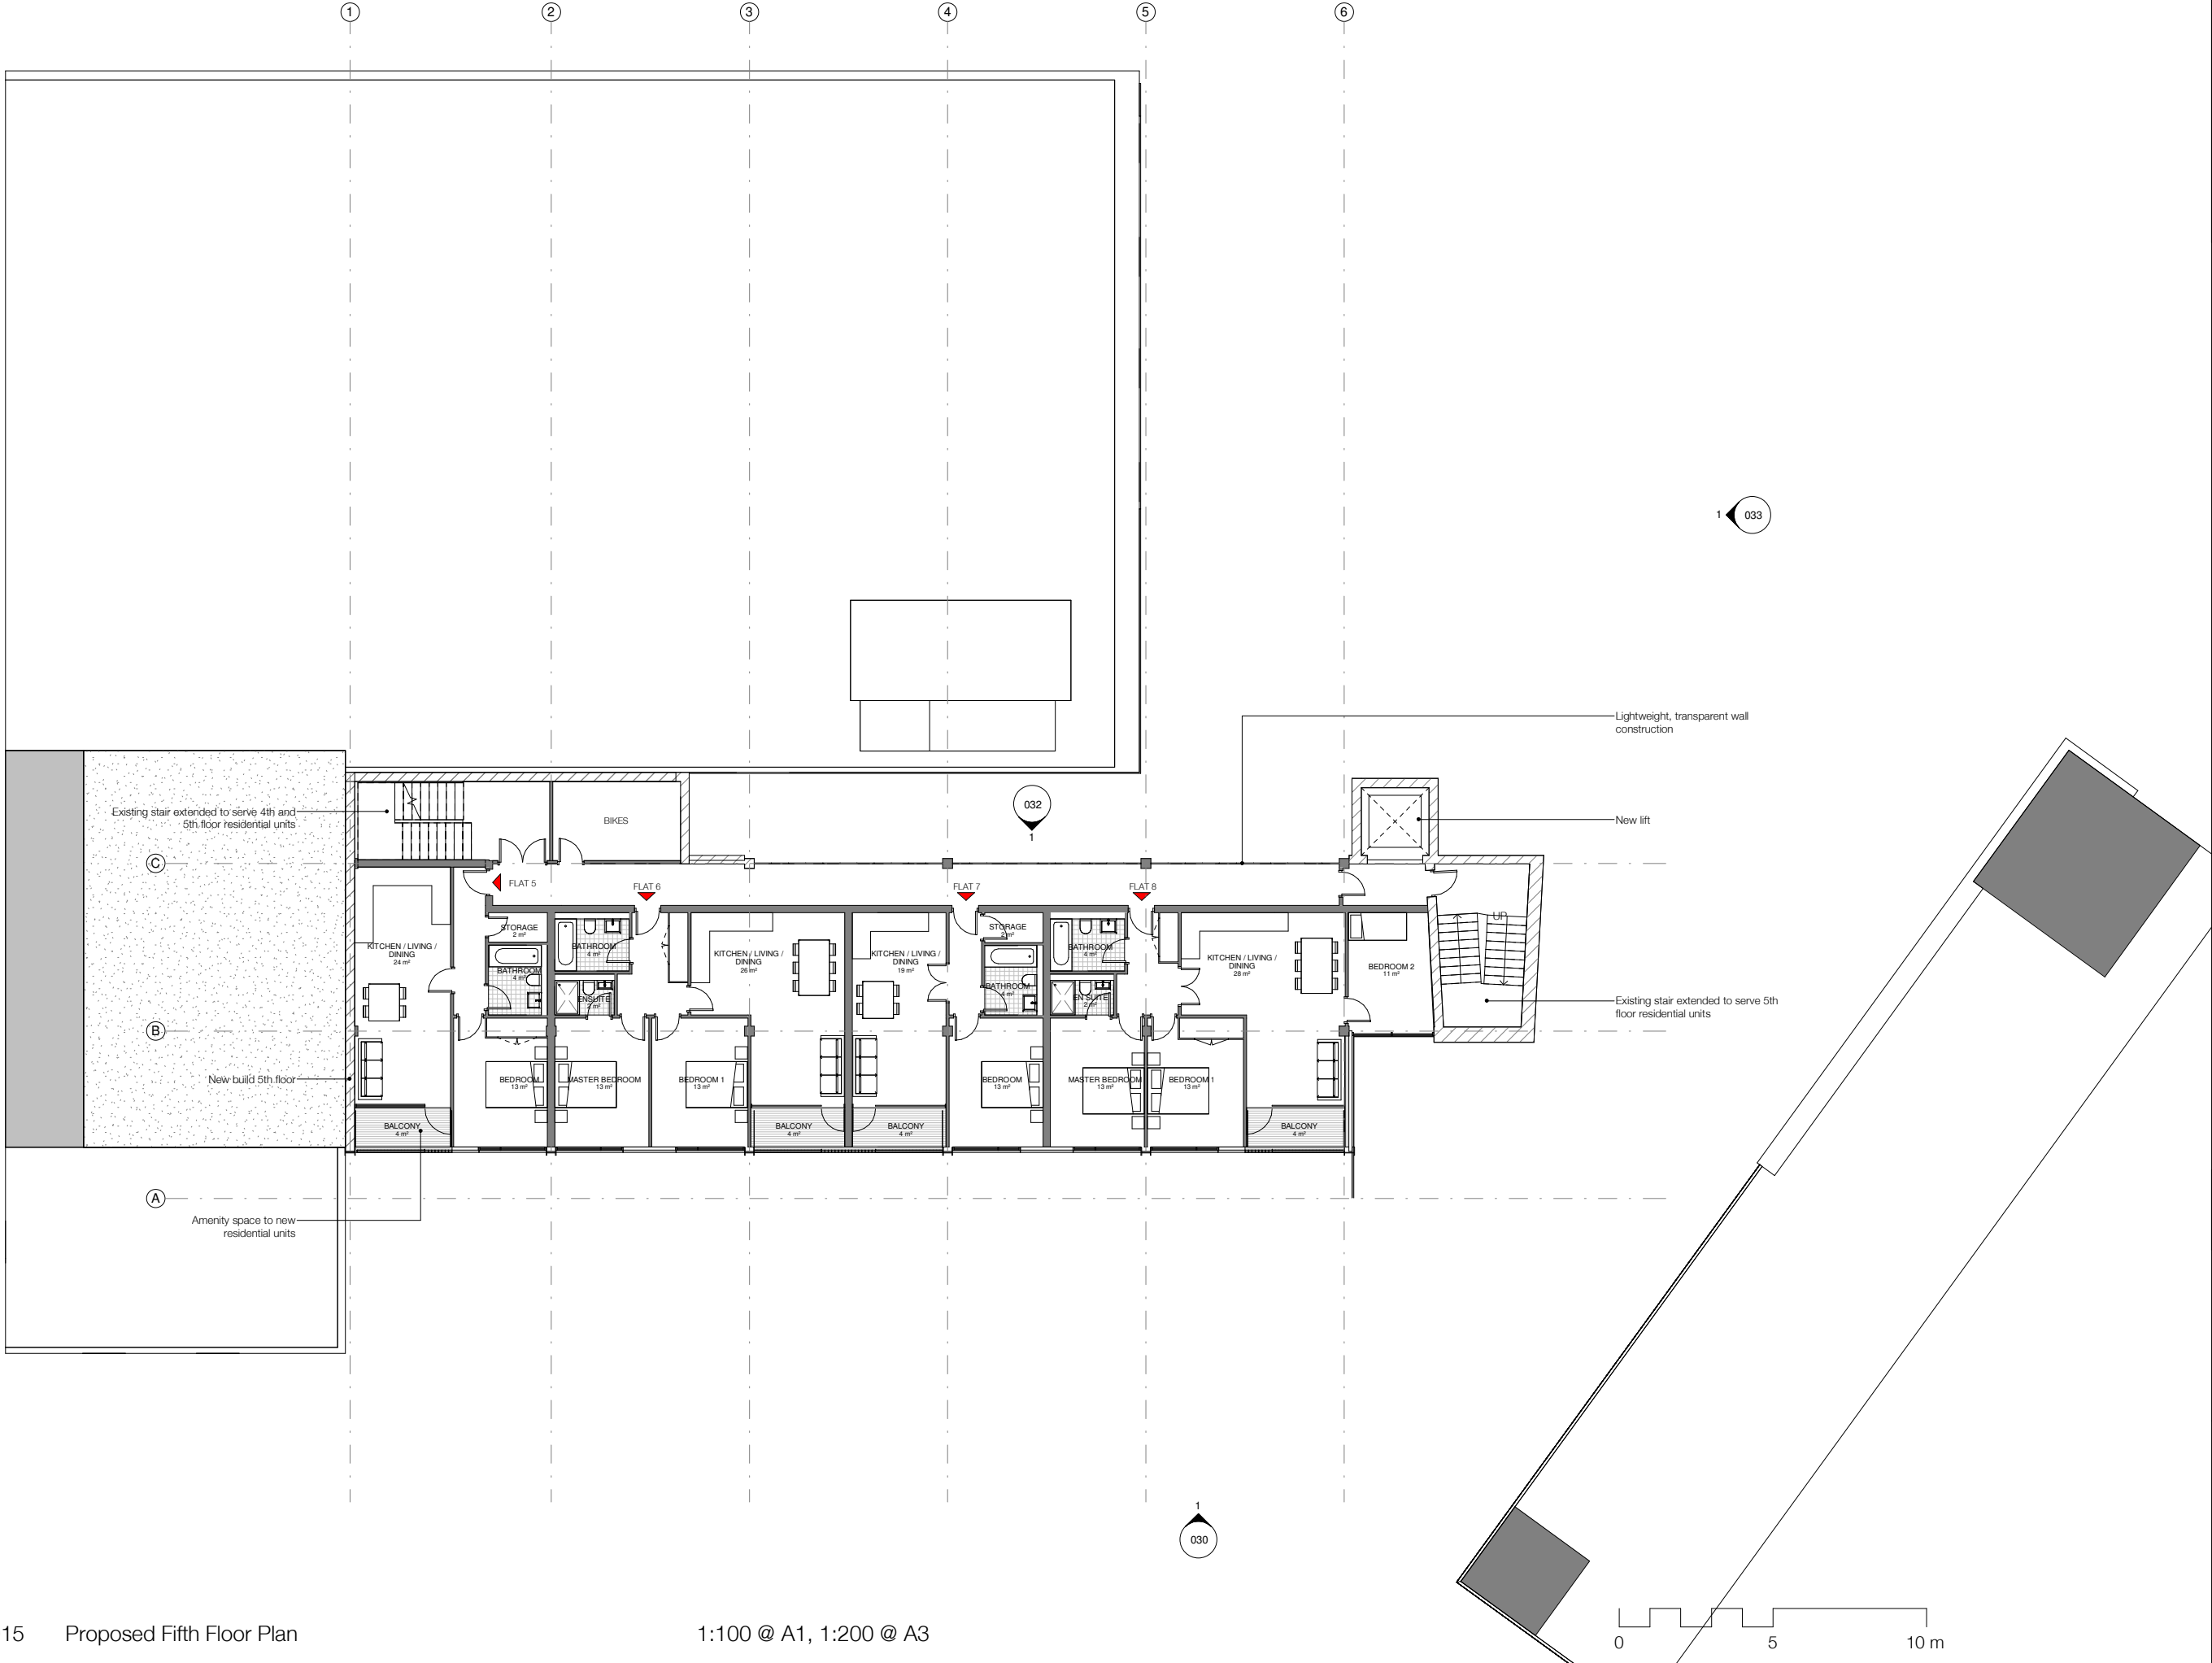 1
2
3
4
5
6
1
033
Lightweight, transparent wall
construction
Existing stair extended to serve 4th and
5th floor residential units
BIKES
032
1
New lift
C
FLAT 5
FLAT 6
FLAT 7
FLAT 8
UP
STORAGE
2 m²
BATHROOM
4 m²
STORAGE
2 m²
BATHROOM
4 m²
KITCHEN / LIVING /
DINING
24 m²
KITCHEN / LIVING /
DINING
26 m²
KITCHEN / LIVING /
DINING
19 m²
KITCHEN / LIVING /
DINING
28 m²
BEDROOM 2
11 m²
BATHROOM
4 m²
ENSUITE
2 m²
BATHROOM
4 m²
EN SUITE
2 m²
Existing stair extended to serve 5th
floor residential units
B
New build 5th floor
BEDROOM
13 m²
MASTER BEDROOM
13 m²
BEDROOM 1
13 m²
BEDROOM
13 m²
MASTER BEDROOM
13 m²
BEDROOM 1
13 m²
BALCONY
4 m²
BALCONY
4 m²
BALCONY
4 m²
BALCONY
4 m²
A
Amenity space to new
residential units
1
030
15 Proposed Fifth Floor Plan
1:100 @ A1, 1:200 @ A3
0 5 10 m